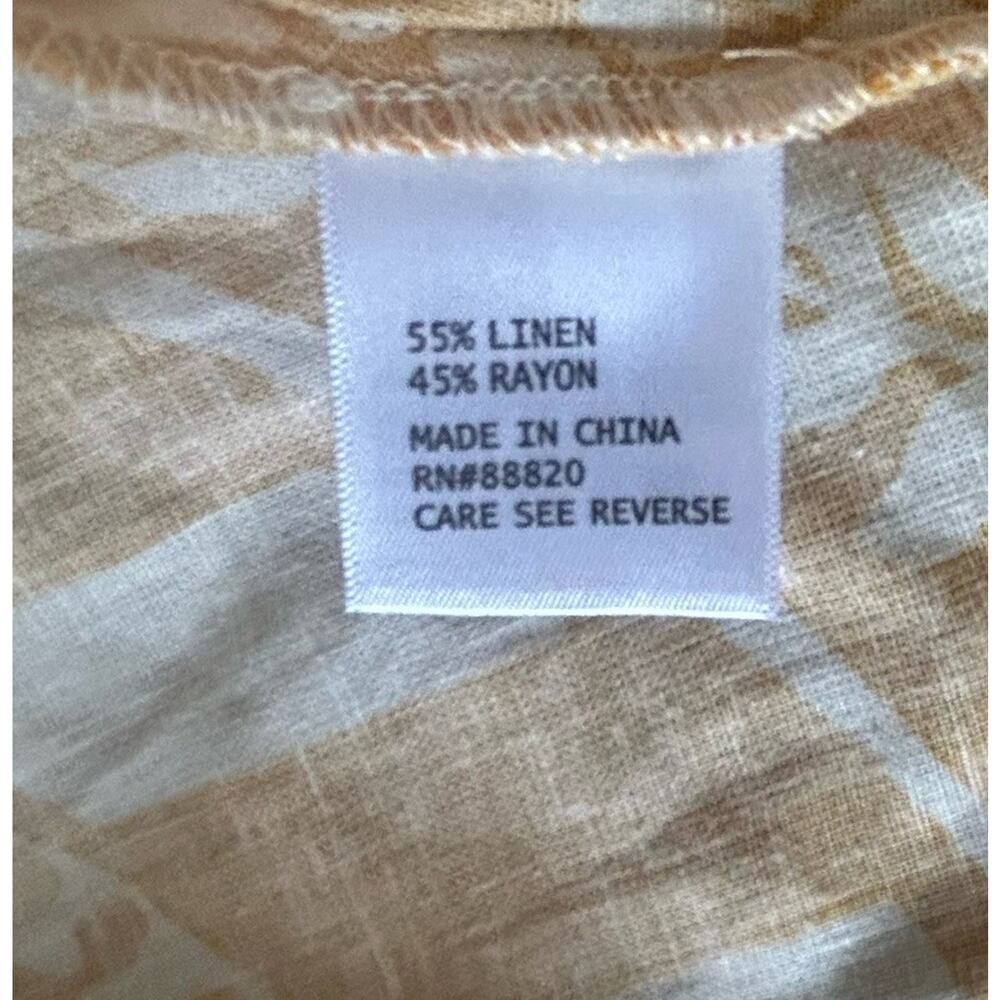 55% LINEN
45% RAYON
MADE IN CHINA
RN#88820
CARE SEE REVERSE